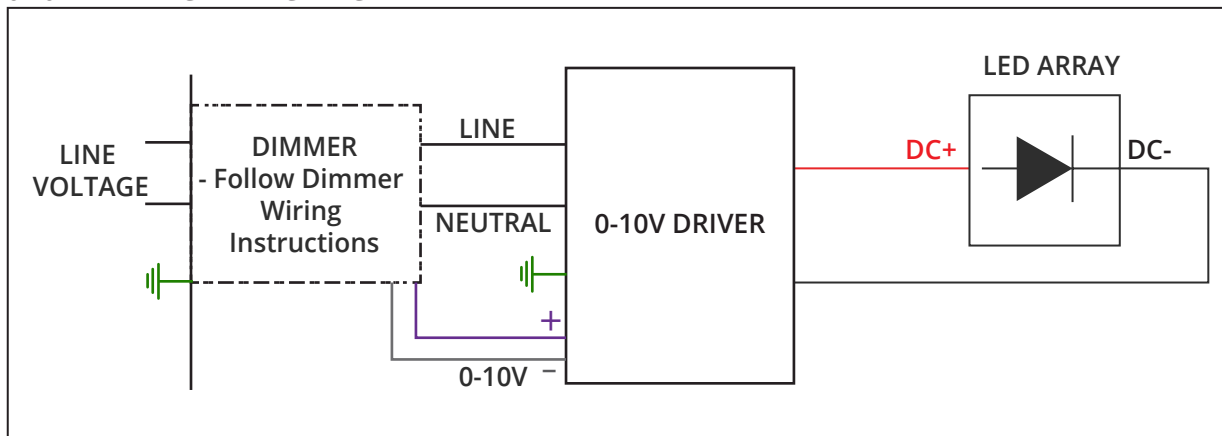 LED ARRAY
LINE
VOLTAGE
DIMMER
- Follow Dimmer
Wiring
Instructions
LINE
NEUTRAL
0-10V DRIVER
DC+
DC-
+
0-10V –